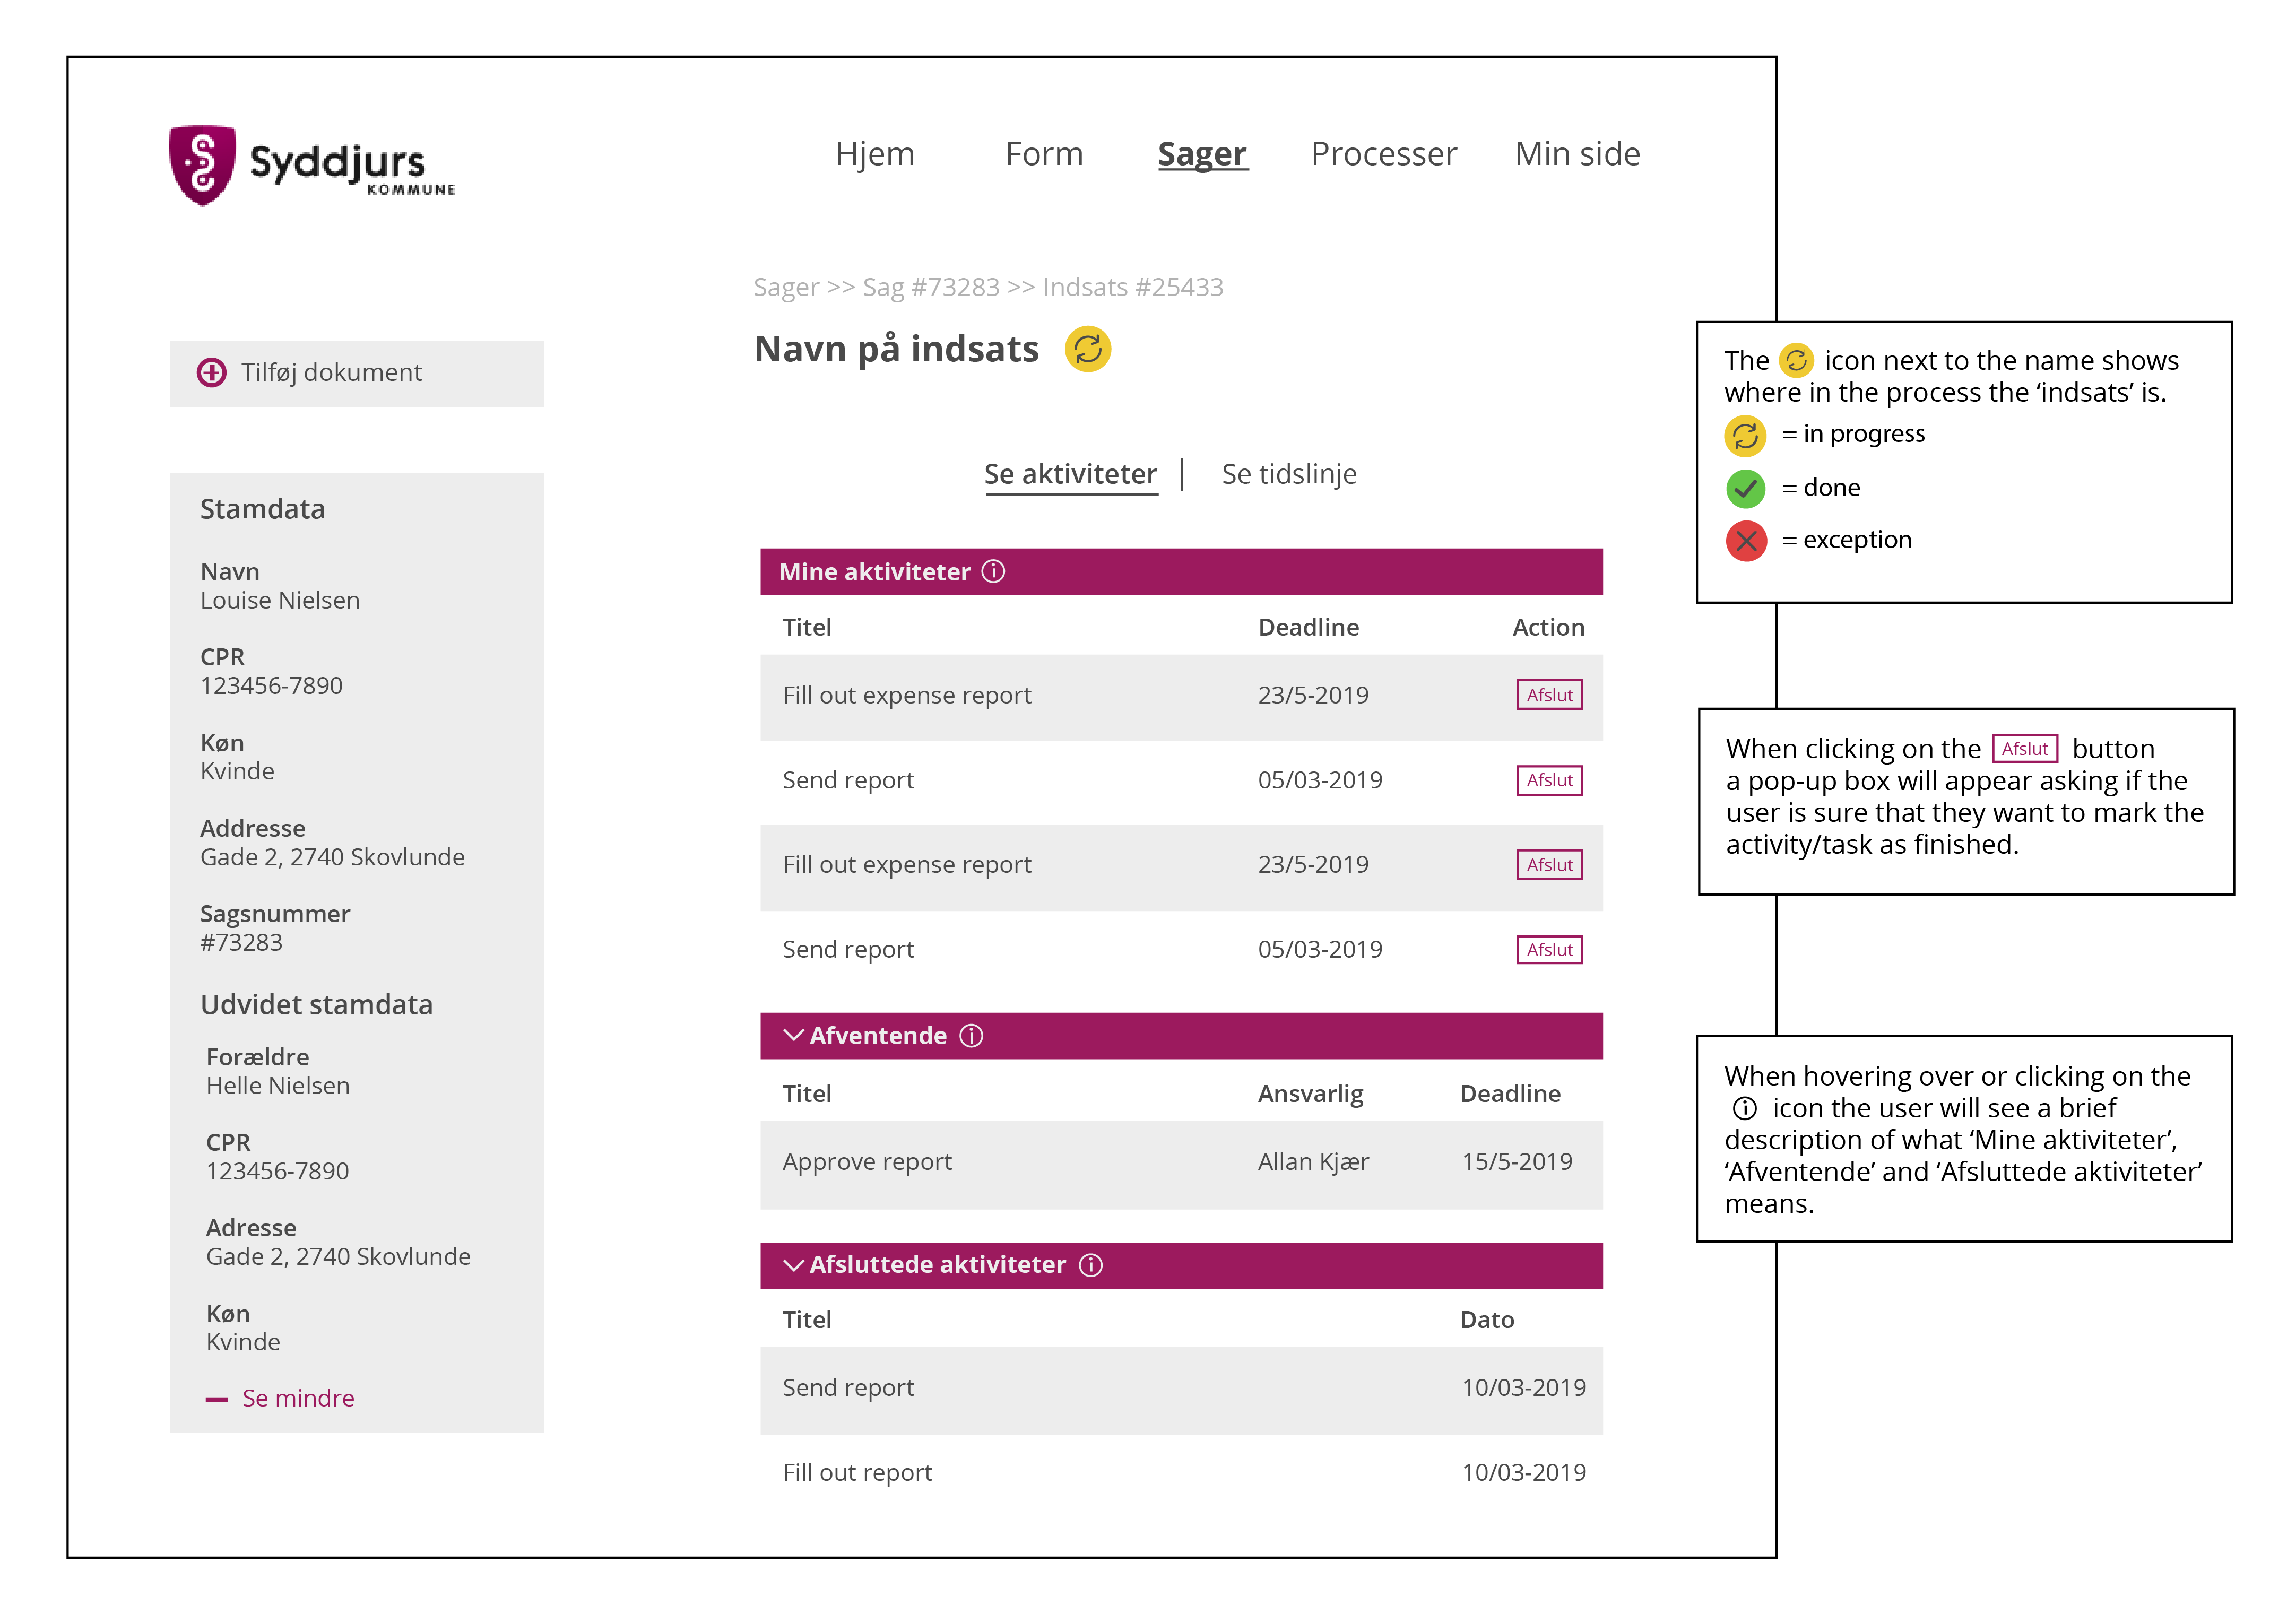 Syddjurs
KOMMUNE
Hjem Form Sager Processer Min side
Sager >> Sag #73283 >> Indsats #25433
Navn på indsats
Tilføj dokument
Stamdata
Navn
Louise Nielsen
CPR
123456-7890
Køn
Kvinde
Addresse
Gade 2, 2740 Skovlunde
Sagsnummer
#73283
Udvidet stamdata
Forældre
Helle Nielsen
CPR
123456-7890
Adresse
Gade 2, 2740 Skovlunde
Køn
Kvinde
Se mindre
Se aktiviteter | Se tidslinje
Mine aktiviteter
Titel Deadline Action
Fill out expense report 23/5-2019 Afslut
Send report 05/03-2019 Afslut
Fill out expense report 23/5-2019 Afslut
Send report 05/03-2019 Afslut
Afventende
Titel Ansvarlig Deadline
Approve report Allan Kjær 15/5-2019
Afsluttede aktiviteter
Titel Dato
Send report 10/03-2019
Fill out report 10/03-2019
The icon next to the name shows
where in the process the ‘indsats’ is.
= in progress
= done
= exception
When clicking on the Afslut button
a pop-up box will appear asking if the
user is sure that they want to mark the
activity/task as finished.
When hovering over or clicking on the
icon the user will see a brief
description of what ‘Mine aktiviteter’,
‘Afventende’ and ‘Afsluttede aktiviteter’
means.